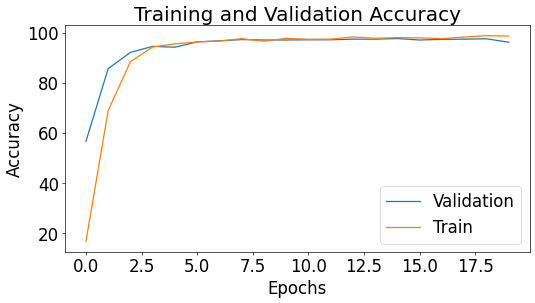 Training and Validation Accuracy
100
80
60
40
20
Accuracy
0.0 2.5 5.0 7.5 10.0 12.5 15.0 17.5
Epochs
Validation
Train